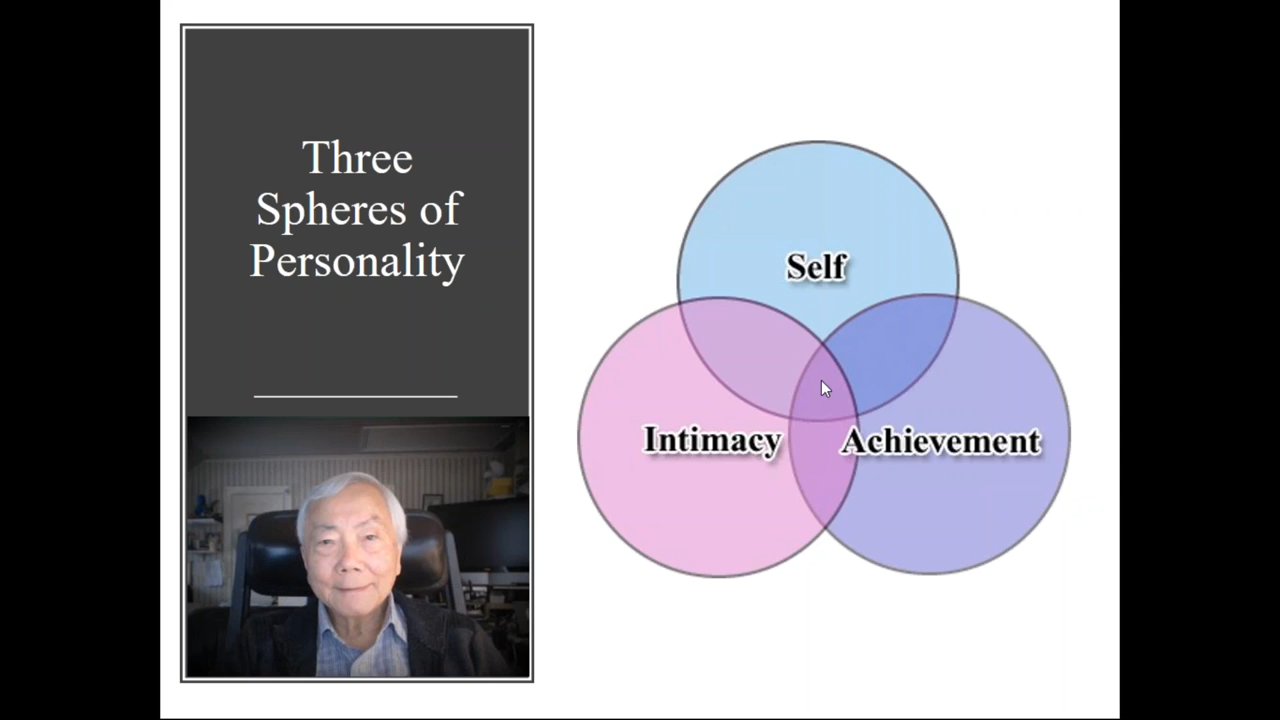 Three
Spheres of
Personality
Self
Intimacy
Achievement